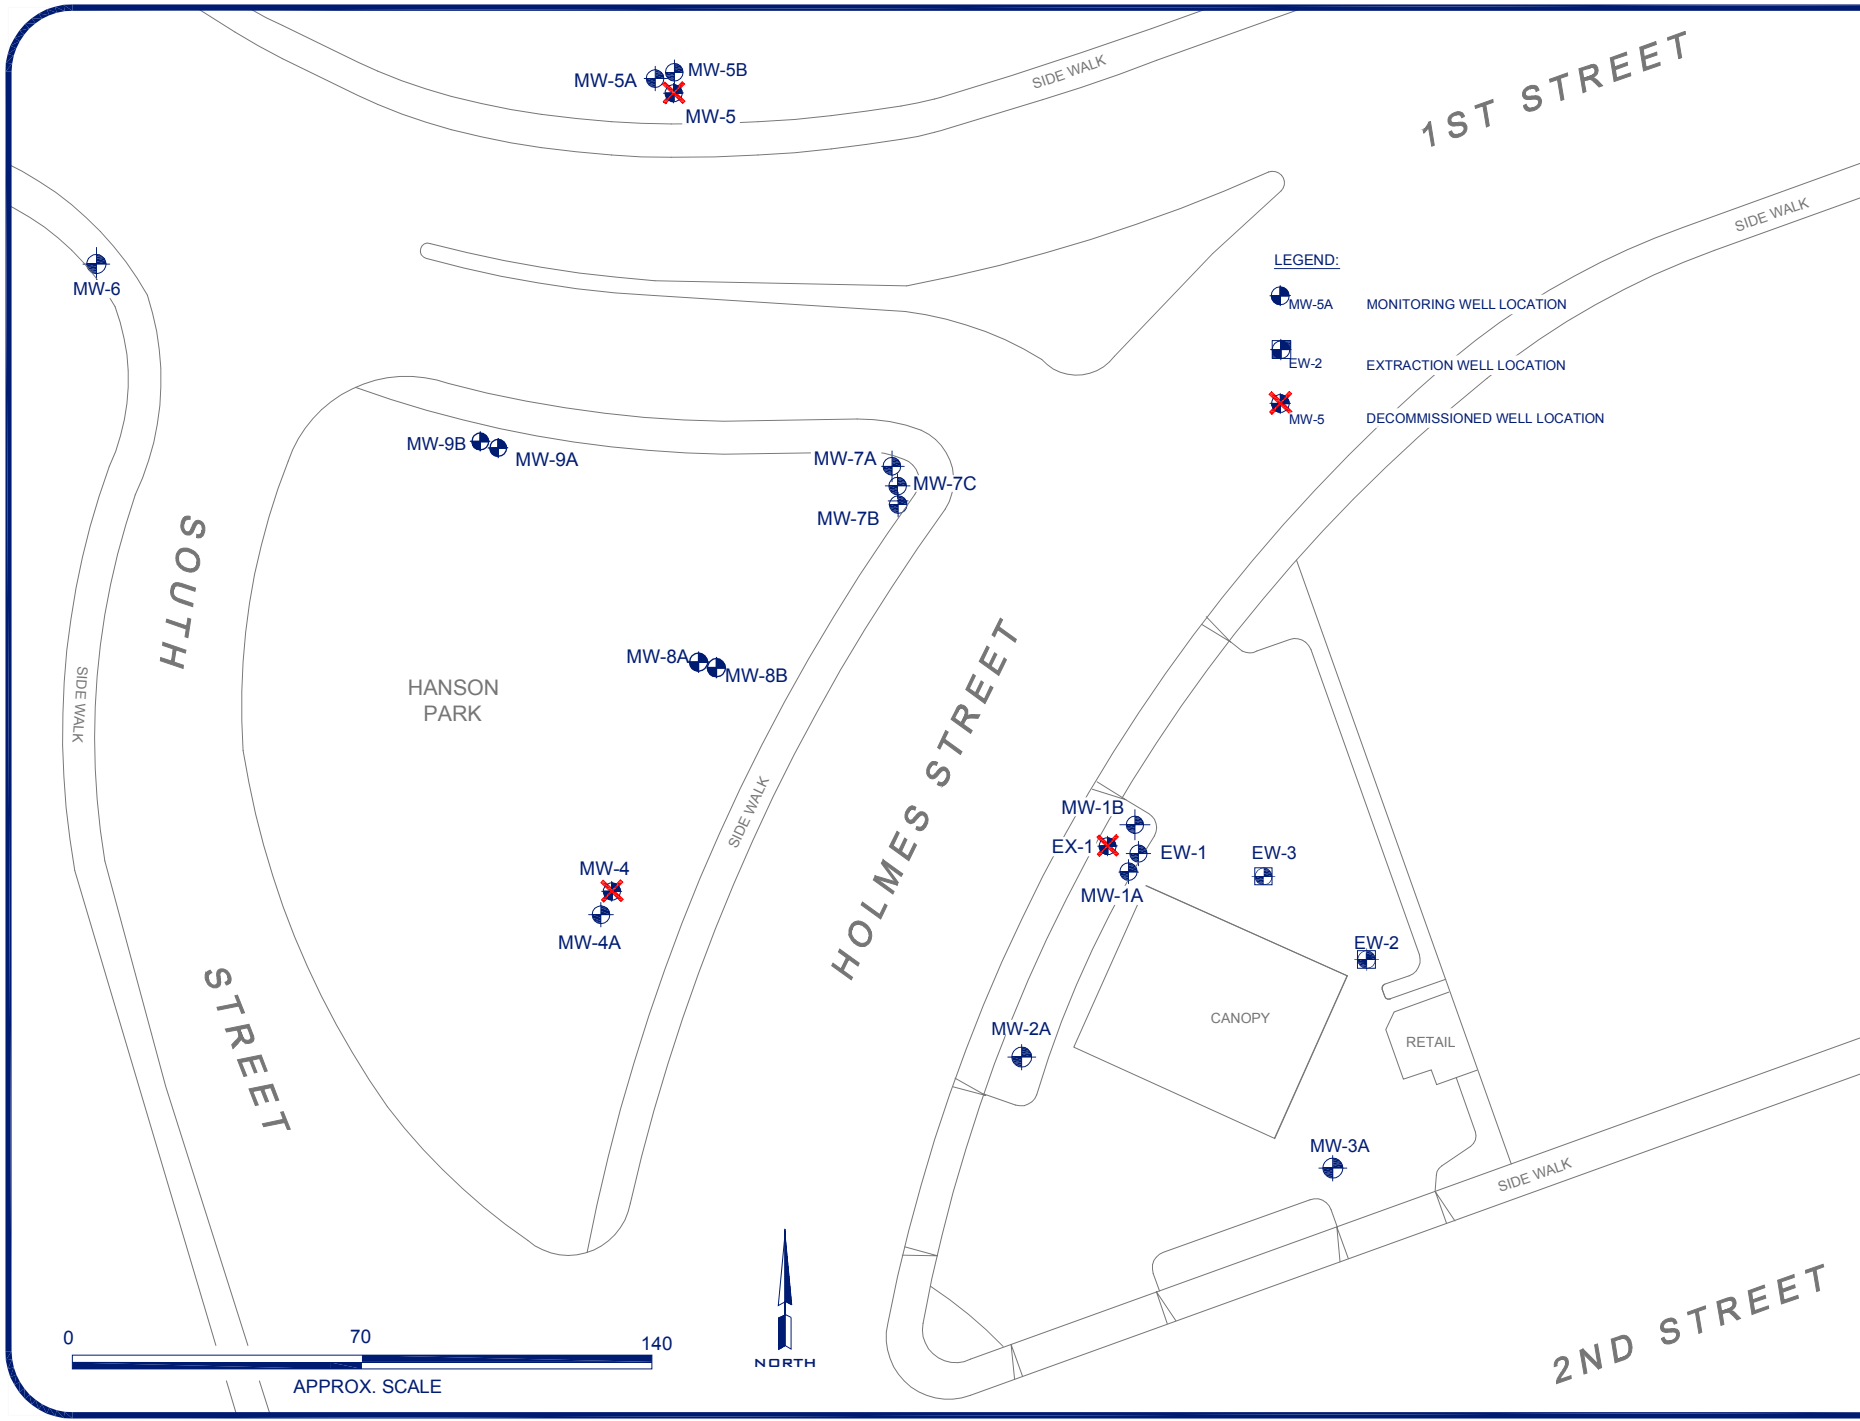 MW-5A
MW-5B
MW-5
SIDE WALK
1ST STREET
SIDE WALK
MW-6
LEGEND:
MW-5A MONITORING WELL LOCATION
EW-2 EXTRACTION WELL LOCATION
MW-5 DECOMMISSIONED WELL LOCATION
MW-9B
MW-9A
MW-7A
MW-7C
MW-7B
SOUTH
STREET
SIDE WALK
MW-8A
MW-8B
HANSON
PARK
SIDE WALK
HOLMES STREET
MW-4
MW-4A
MW-1B
EX-1
EW-1
MW-1A
EW-3
EW-2
CANOPY
RETAIL
MW-2A
MW-3A
SIDE WALK
2ND STREET
0 70 140
APPROX. SCALE
NORTH